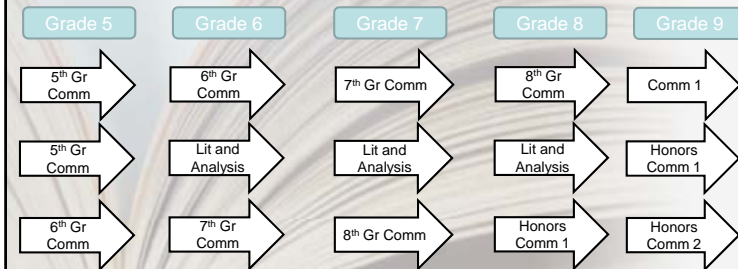 Grade 5 Grade 6 Grade 7 Grade 8 Grade 9
5th Gr
Comm
6th Gr
Comm
7th Gr Comm
8th Gr
Comm
Comm 1
5th Gr
Comm
Lit and
Analysis
Lit and
Analysis
Lit and
Analysis
Honors
Comm 1
6th Gr
Comm
7th Gr
Comm
8th Gr Comm
Honors
Comm 1
Honors
Comm 2